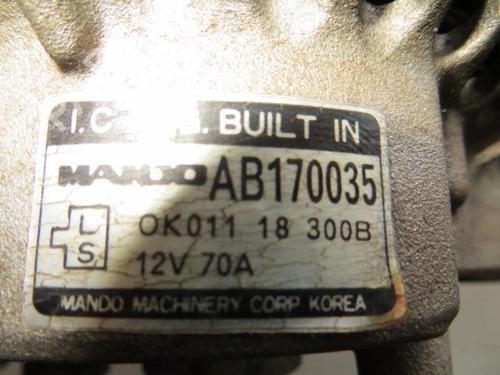 BUILT IN
MANDO AB170035
L
S
OK011 18 300B
12V 70A
MANDO MACHINERY CORP KOREA